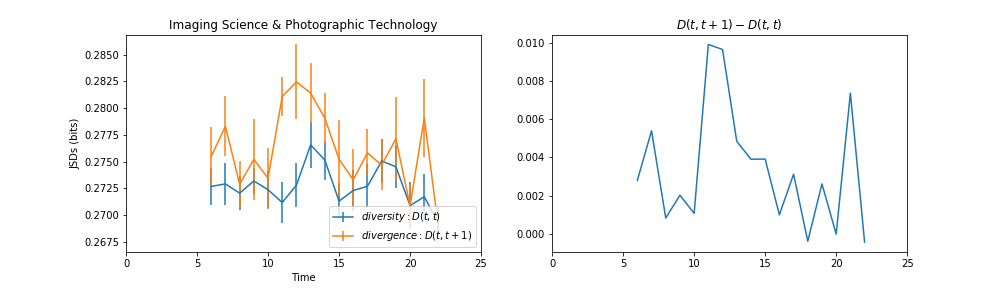 Imaging Science & Photographic Technology
0.2850
0.2825
0.2800
0.2775
0.2750
0.2725
0.2700
0.2675
JSDs (bits)
0 5 10 15 20 25
Time
diversity: D(t, t)
divergence: D(t, t+1)
D(t, t+1) − D(t, t)
0.010
0.008
0.006
0.004
0.002
0.000
0 5 10 15 20 25